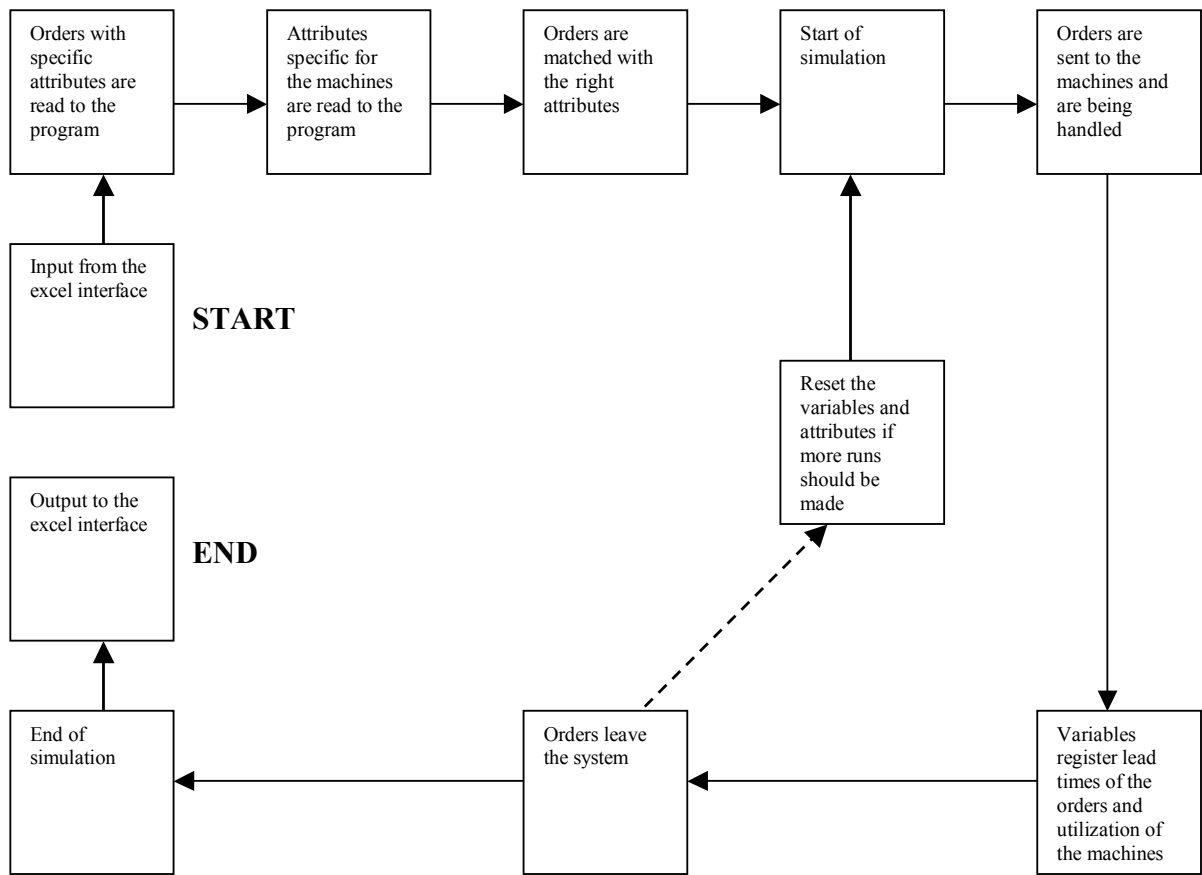 Orders with
specific
attributes are
read to the
program
Attributes
specific for
the machines
are read to the
program
Orders are
matched with
the right
attributes
Start of
simulation
Orders are
sent to the
machines and
are being
handled
Input from the
excel interface
START
Reset the
variables and
attributes if
more runs
should be
made
Output to the
excel interface
END
End of
simulation
Orders leave
the system
Variables
register lead
times of the
orders and
utilization of
the machines